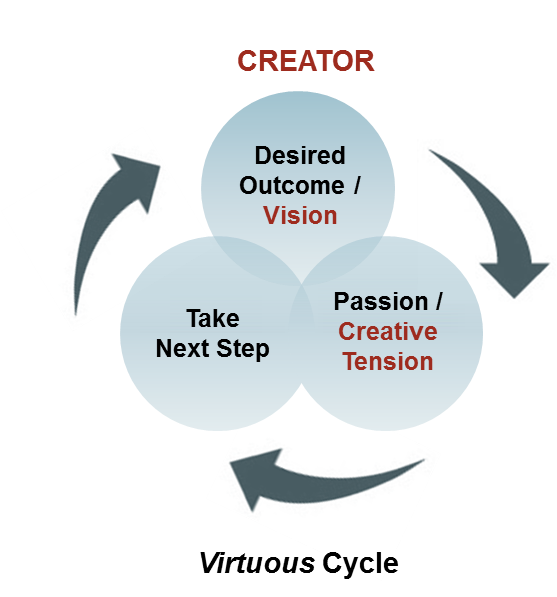 CREATOR
Desired
Outcome /
Vision
Take
Next Step
Passion /
Creative
Tension
Virtuous Cycle